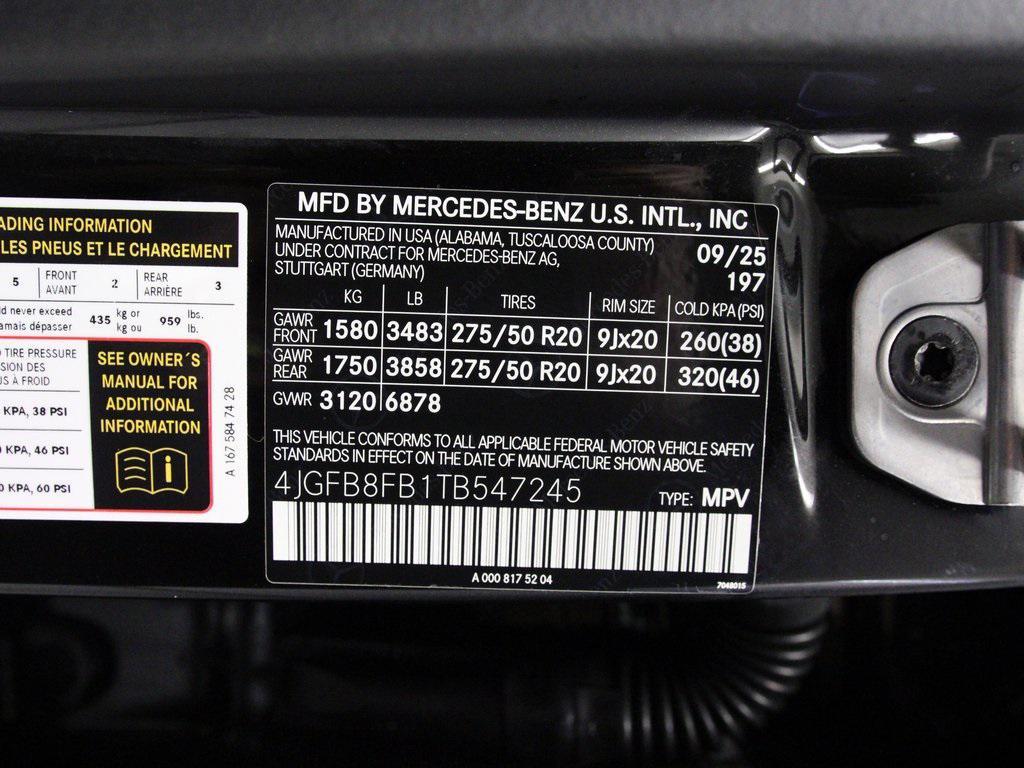 ADING INFORMATION
LES PNEUS ET LE CHARGEMENT
5 FRONT AVANT 2 REAR ARRIÈRE 3
d never exceed
amais dépasser 435 kg or kg ou 959 lbs. lb.
TIRE PRESSURE
SION DES
S À FROID
KPA, 38 PSI
KPA, 46 PSI
KPA, 60 PSI
SEE OWNER´S
MANUAL FOR
ADDITIONAL
INFORMATION
i
A 167 584 74 28
MFD BY MERCEDES-BENZ U.S. INTL., INC
MANUFACTURED IN USA (ALABAMA, TUSCALOOSA COUNTY)
UNDER CONTRACT FOR MERCEDES-BENZ AG,
STUTTGART (GERMANY)
09/25
197
KG LB TIRES RIM SIZE COLD KPA (PSI)
GAWR FRONT 1580 3483 275/50 R20 9Jx20 260(38)
GAWR REAR 1750 3858 275/50 R20 9Jx20 320(46)
GVWR 3120 6878
THIS VEHICLE CONFORMS TO ALL APPLICABLE FEDERAL MOTOR VEHICLE SAFETY
STANDARDS IN EFFECT ON THE DATE OF MANUFACTURE SHOWN ABOVE.
4JGFB8FB1TB547245 TYPE: MPV
A 000 817 52 04
7048015